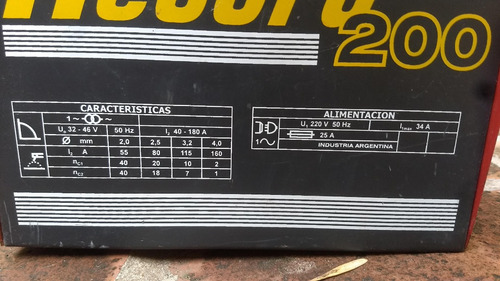 200
CARACTERISTICAS
1~
U₀ 32 - 46 V 50 Hz I₂ 40 - 180 A
Ø mm 2,0 2,5 3,2 4,0
I₂ A 55 80 115 160
nC1 40 20 10 2
nC2 40 18 7 1
ALIMENTACION
U₁ 220 V 50 Hz I₁max 34 A
1~ 25 A
INDUSTRIA ARGENTINA